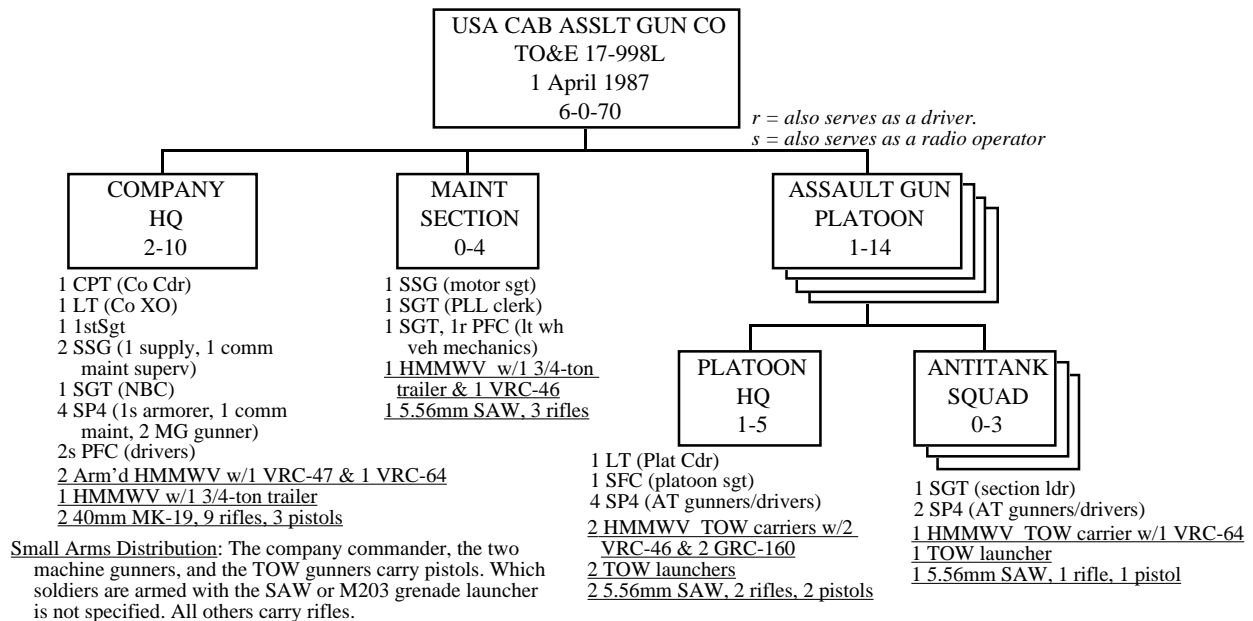 USA CAB ASSLT GUN CO
TO&E 17-998L
1 April 1987
6-0-70
r = also serves as a driver.
s = also serves as a radio operator
COMPANY
HQ
2-10
1 CPT (Co Cdr)
1 LT (Co XO)
1 1stSgt
2 SSG (1 supply, 1 comm
maint superv)
1 SGT (NBC)
4 SP4 (1s armorer, 1 comm
maint, 2 MG gunner)
2s PFC (drivers)
2 Arm’d HMMWV w/1 VRC-47 & 1 VRC-64
1 HMMWV w/1 3/4-ton trailer
2 40mm MK-19, 9 rifles, 3 pistols
MAINT
SECTION
0-4
1 SSG (motor sgt)
1 SGT (PLL clerk)
1 SGT, 1r PFC (lt wh
veh mechanics)
1 HMMWV w/1 3/4-ton
trailer & 1 VRC-46
1 5.56mm SAW, 3 rifles
ASSAULT GUN
PLATOON
1-14
PLATOON
HQ
1-5
1 LT (Plat Cdr)
1 SFC (platoon sgt)
4 SP4 (AT gunners/drivers)
2 HMMWV TOW carriers w/2
VRC-46 & 2 GRC-160
2 TOW launchers
2 5.56mm SAW, 2 rifles, 2 pistols
ANTITANK
SQUAD
0-3
1 SGT (section ldr)
2 SP4 (AT gunners/drivers)
1 HMMWV TOW carrier w/1 VRC-64
1 TOW launcher
1 5.56mm SAW, 1 rifle, 1 pistol
Small Arms Distribution: The company commander, the two
machine gunners, and the TOW gunners carry pistols. Which
soldiers are armed with the SAW or M203 grenade launcher
is not specified. All others carry rifles.